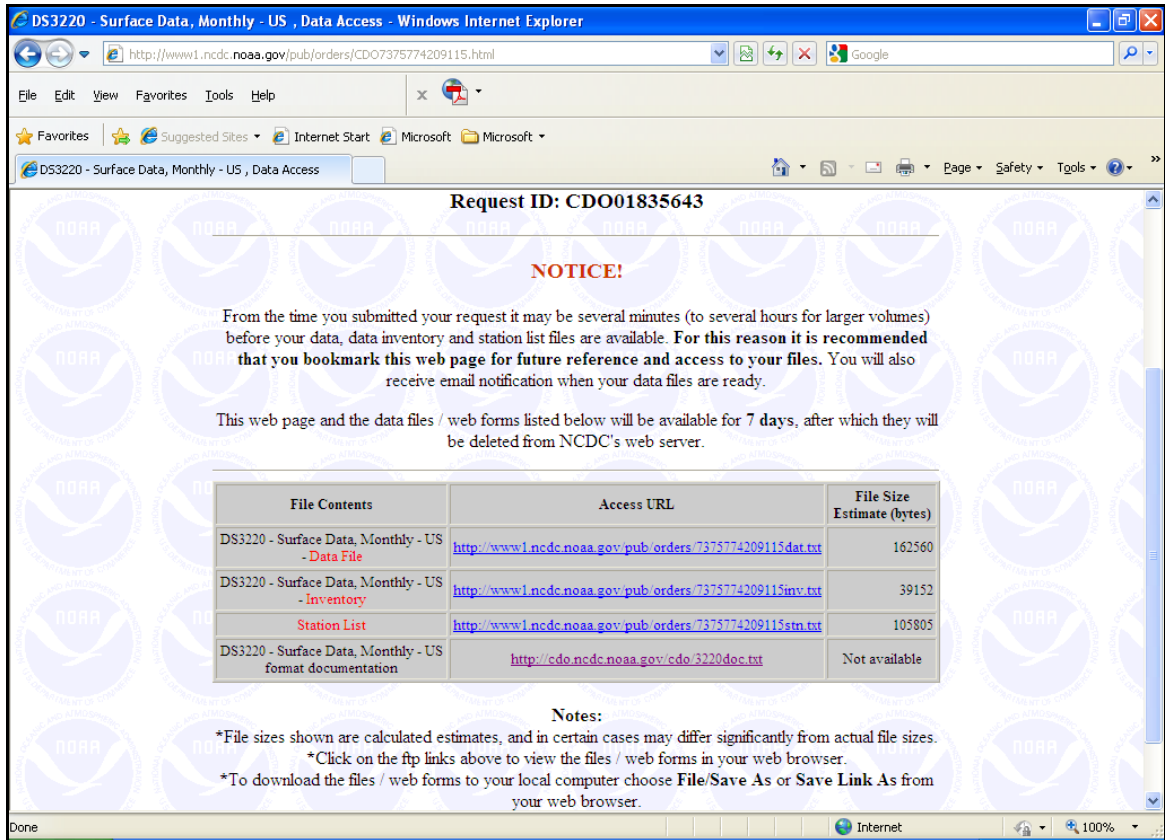 DS3220 - Surface Data, Monthly - US , Data Access - Windows Internet Explorer
http://www1.ncdc.noaa.gov/pub/orders/CDO7375774209115.html
Google
File Edit View Favorites Tools Help
x
Favorites Suggested Sites Internet Start Microsoft Microsoft
DS3220 - Surface Data, Monthly - US , Data Access
Page Safety Tools »
Request ID: CDO01835643
NOTICE!
From the time you submitted your request it may be several minutes (to several hours for larger volumes)
before your data, data inventory and station list files are available. For this reason it is recommended
that you bookmark this web page for future reference and access to your files. You will also
receive email notification when your data files are ready.
This web page and the data files / web forms listed below will be available for 7 days, after which they will
be deleted from NCDC's web server.
File Contents Access URL File Size
Estimate (bytes)
DS3220 - Surface Data, Monthly - US
- Data File http://www1.ncdc.noaa.gov/pub/orders/7375774209115dat.txt 162560
DS3220 - Surface Data, Monthly - US
- Inventory http://www1.ncdc.noaa.gov/pub/orders/7375774209115inv.txt 39152
Station List http://www1.ncdc.noaa.gov/pub/orders/7375774209115stn.txt 105805
DS3220 - Surface Data, Monthly - US
format documentation http://cdo.ncdc.noaa.gov/cdo/3220doc.txt Not available
Notes:
*File sizes shown are calculated estimates, and in certain cases may differ significantly from actual file sizes.
*Click on the ftp links above to view the files / web forms in your web browser.
*To download the files / web forms to your local computer choose File/Save As or Save Link As from
your web browser.
NOAA
Done Internet 100%